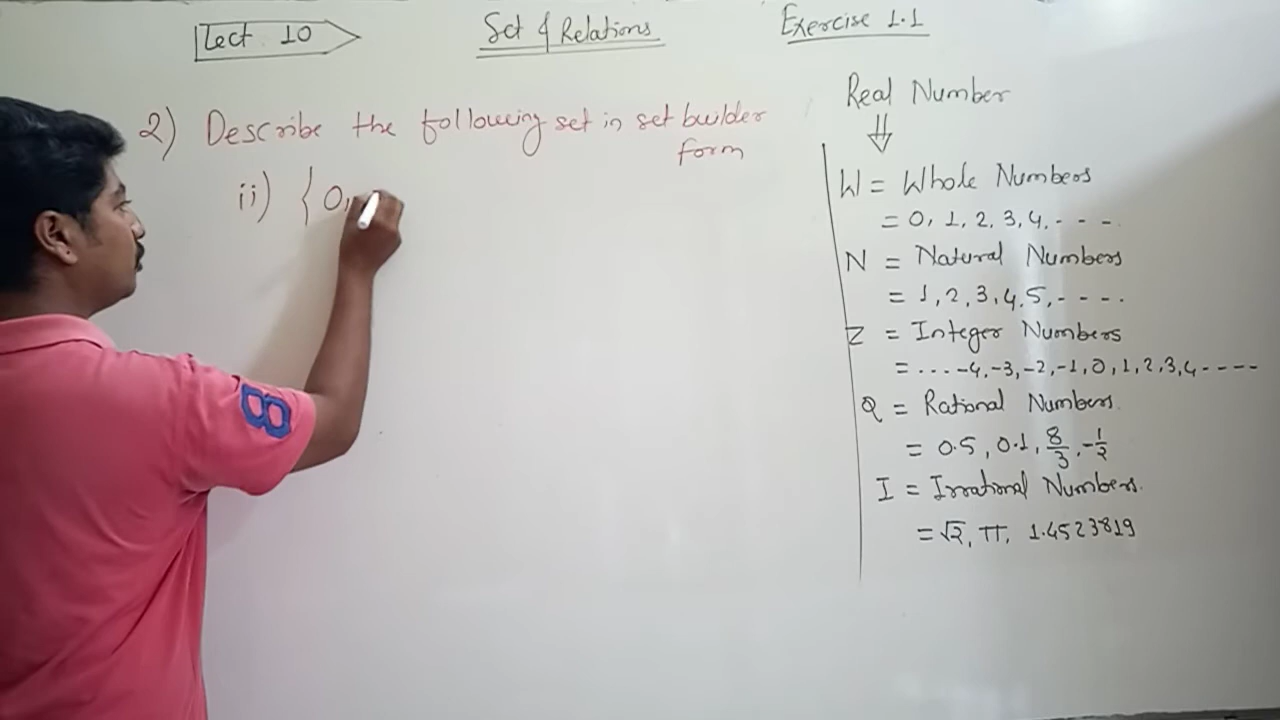 Lect 10
Set & Relations
Exercise 1.1
2) Describe the following set in set builder
form
ii) { 0,
Real Number
⇓
W = Whole Numbers
= 0, 1, 2, 3, 4, - - -
N = Natural Numbers
= 1, 2, 3, 4, 5, - - - -
Z = Integer Numbers
= .... -4, -3, -2, -1, 0, 1, 2, 3, 4 - - - -
Q = Rational Numbers.
= 0.5, 0.1, 8/3, -1/2
I = Irrational Numbers.
= √2, π, 1.4523819
8